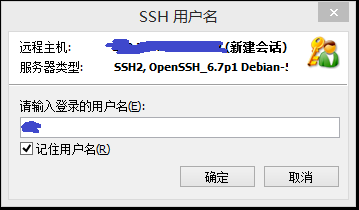 SSH 用户名
远程主机: (新建会话)
服务器类型: SSH2, OpenSSH_6.7p1 Debian-5
请输入登录的用户名(E):
记住用户名(R)
确定 取消